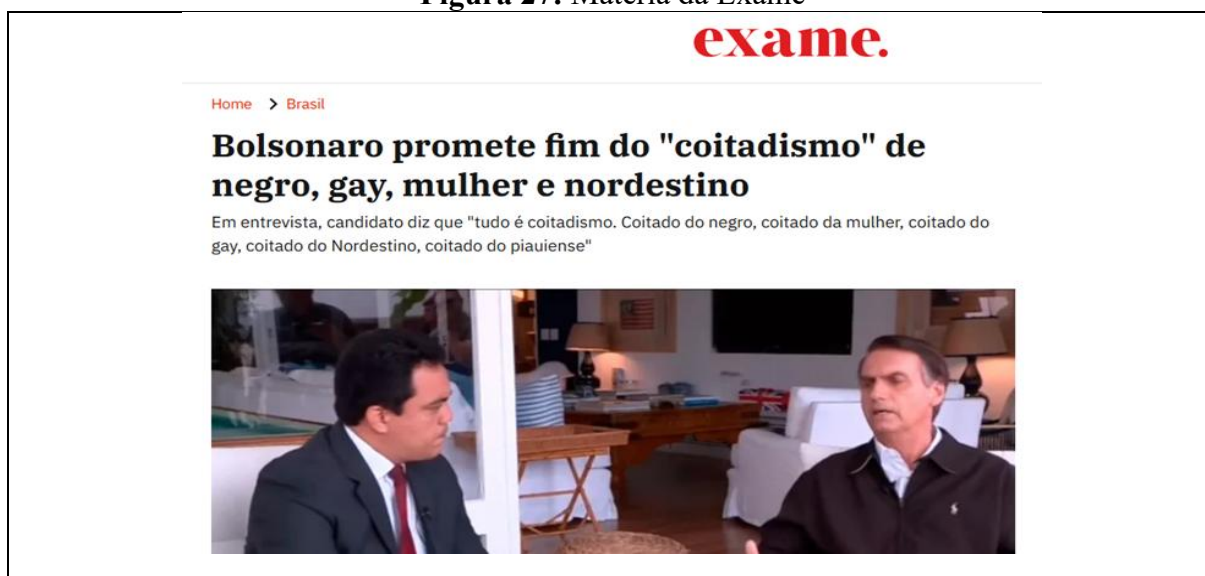 Figura 27: Matéria da Exame
exame.
Home > Brasil
Bolsonaro promete fim do "coitadismo" de
negro, gay, mulher e nordestino
Em entrevista, candidato diz que "tudo é coitadismo. Coitado do negro, coitado da mulher, coitado do
gay, coitado do Nordestino, coitado do piauiense"